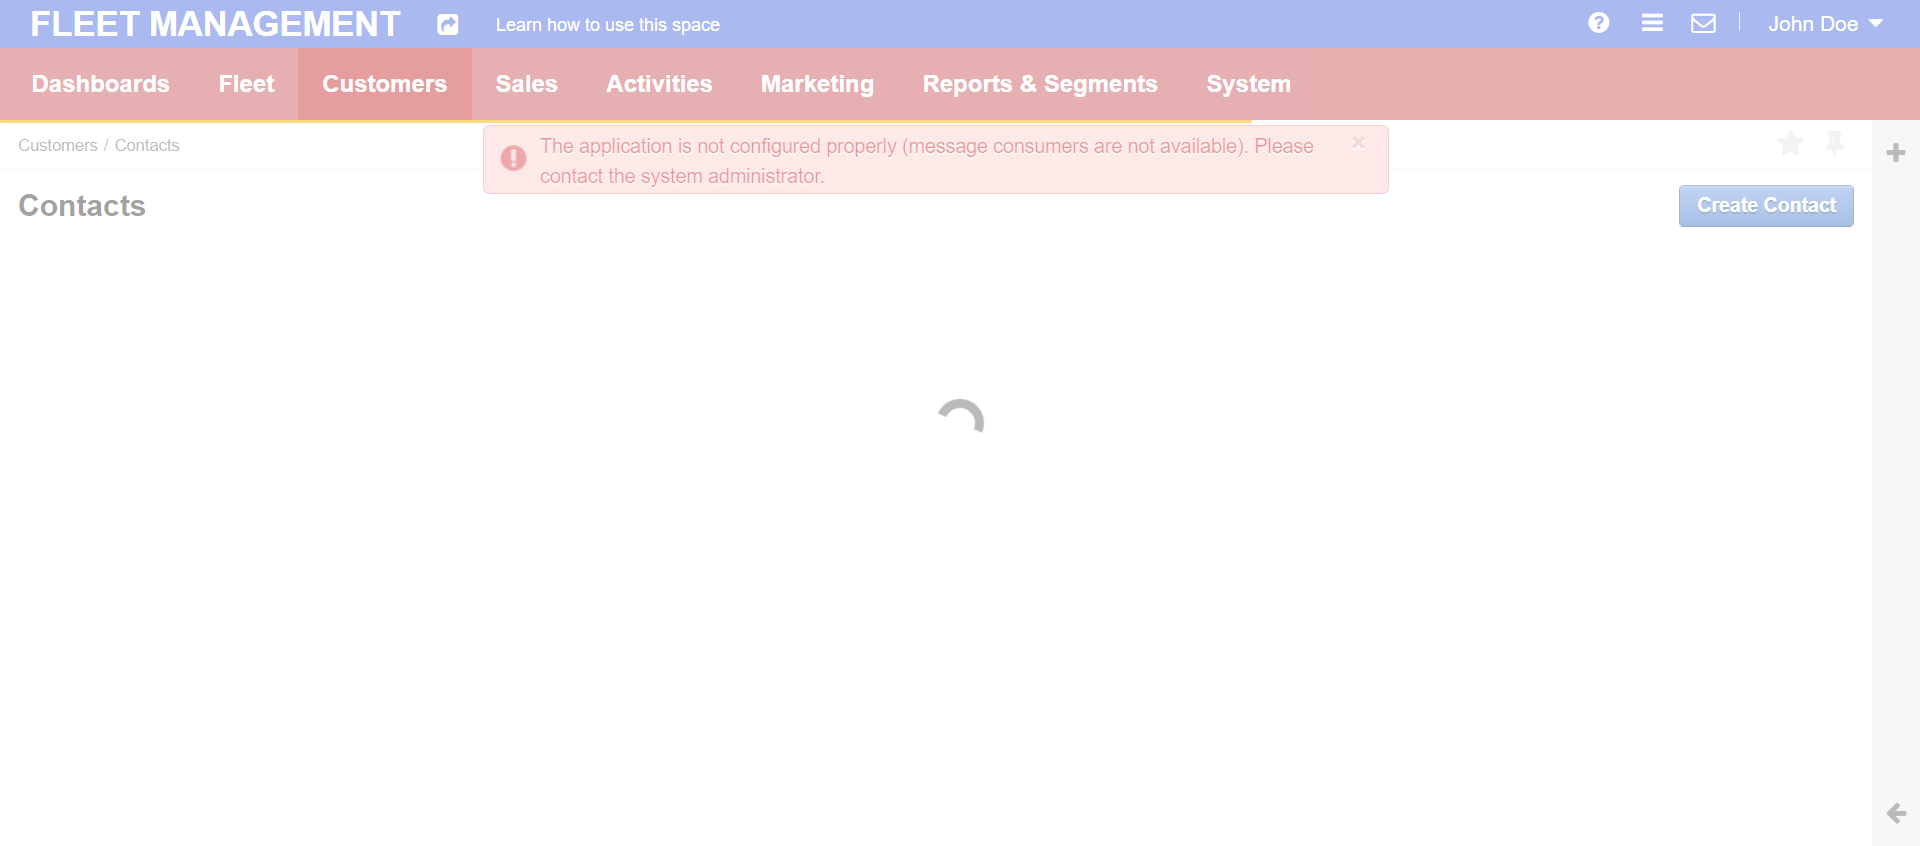 FLEET MANAGEMENT
Learn how to use this space
John Doe
Dashboards
Fleet
Customers
Sales
Activities
Marketing
Reports & Segments
System
Customers / Contacts
The application is not configured properly (message consumers are not available). Please
contact the system administrator.
Contacts
Create Contact